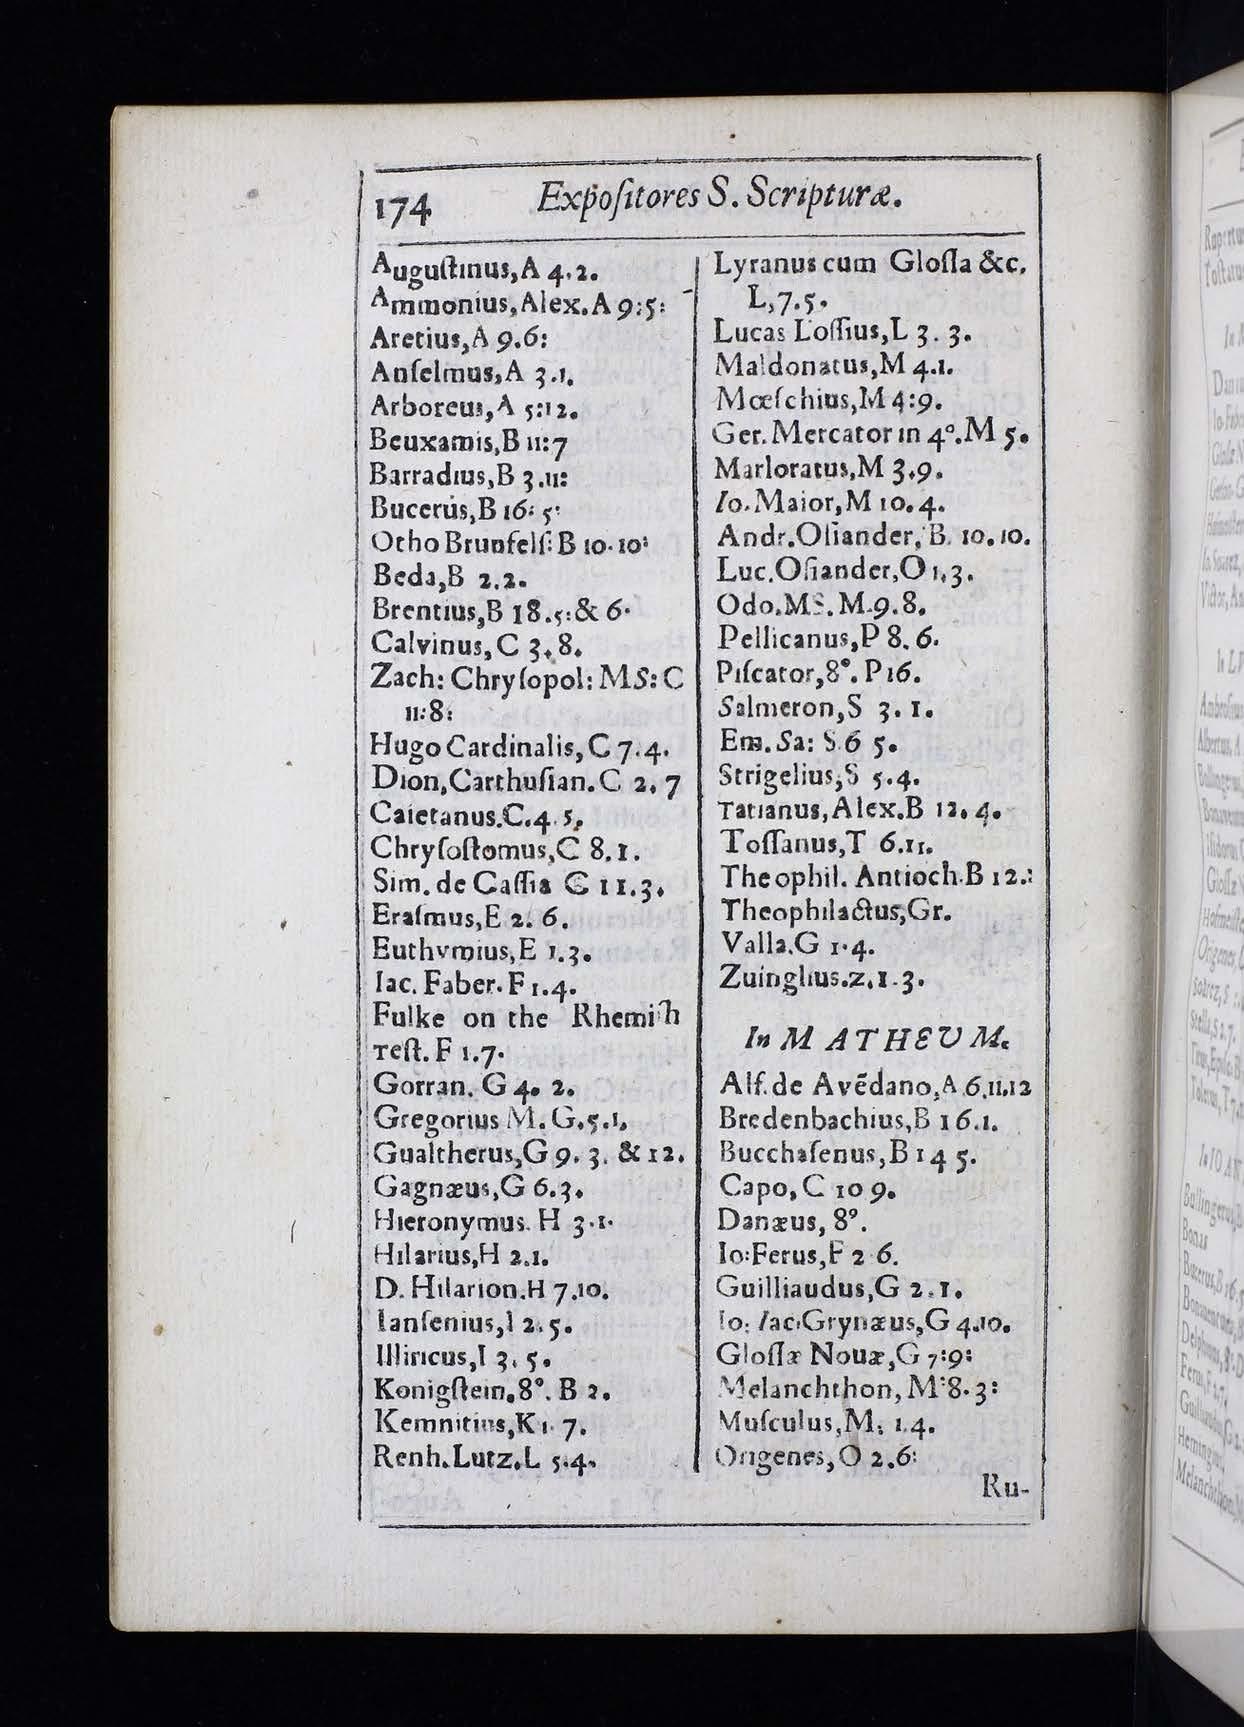 174 Expoſitores S. Scripturæ.
Auguſtinus, A 4.2.
Ammonius, Alex. A 9:5:
Aretius, A 9.6:
Anſelmus, A 3.1.
Arboreus, A 5:12.
Beuxamis, B 11:7
Barradius, B 3.11:
Bucerus, B 16: 5:
Otho Brunfelſ: B 10.10:
Beda, B 2.2.
Brentius, B 18.5: & 6.
Calvinus, C 3.8.
Zach: Chryſopol: MS: C
11:8:
Hugo Cardinalis, C 7.4.
Dion, Carthuſian. C 2.7
Caietanus. C.4.5.
Chryſoſtomus, C 8.1.
Sim. de Caſſia C 11.3.
Eraſmus, E 2. 6.
Euthymius, E 1.3.
Iac. Faber. F 1.4.
Fulke on the Rhemiſh
Teſt. F 1.7.
Gorran. G 4. 2.
Gregorius M. G.5.1.
Gualtherus, G 9. 3. & 12.
Gagnæus, G 6.3.
Hieronymus. H 3.1.
Hilarius, H 2.1.
D. Hilarion. H 7.10.
Ianſenius, I 2.5.
Illiricus, I 3. 5.
Konigſtein. 8°. B 2.
Kemnitius, K 1. 7.
Renh. Lutz. L 5.4.
Lyranus cum Gloſſa &c.
L, 7.5.
Lucas Loſſius, L 3. 3.
Maldonatus, M 4.1.
Mœſchius, M 4:9.
Ger. Mercator in 4°. M 5.
Marloratus, M 3.9.
Io. Maior, M 10. 4.
Andr. Oſiander, B. 10.10.
Luc. Oſiander, O 1.3.
Odo. MS. M.9.8.
Pellicanus, P 8.6.
Piſcator, 8°. P 16.
Salmeron, S 3. 1.
Em. Sa: S 6 5.
Strigelius, S 5.4.
Tatianus, Alex. B 12. 4.
Toſſanus, T 6.11.
Theophil. Antioch. B 12.:
Theophilactus, Gr.
Valla. G 1.4.
Zuinglius. z. 1.3.
In MATHEUM.
Alf. de Avēdano, A 6.11.12
Bredenbachius, B 16.1.
Bucchaſenus, B 14 5.
Capo, C 10 9.
Danæus, 8°.
Io: Ferus, F 2 6.
Guilliaudus, G 2.1.
Io: Iac. Grynæus, G 4.10.
Gloſſæ Nouæ, G 7:9:
Melanchthon, M:8.3:
Muſculus, M: 1.4.
Origenes, O 2.6:
Ru-